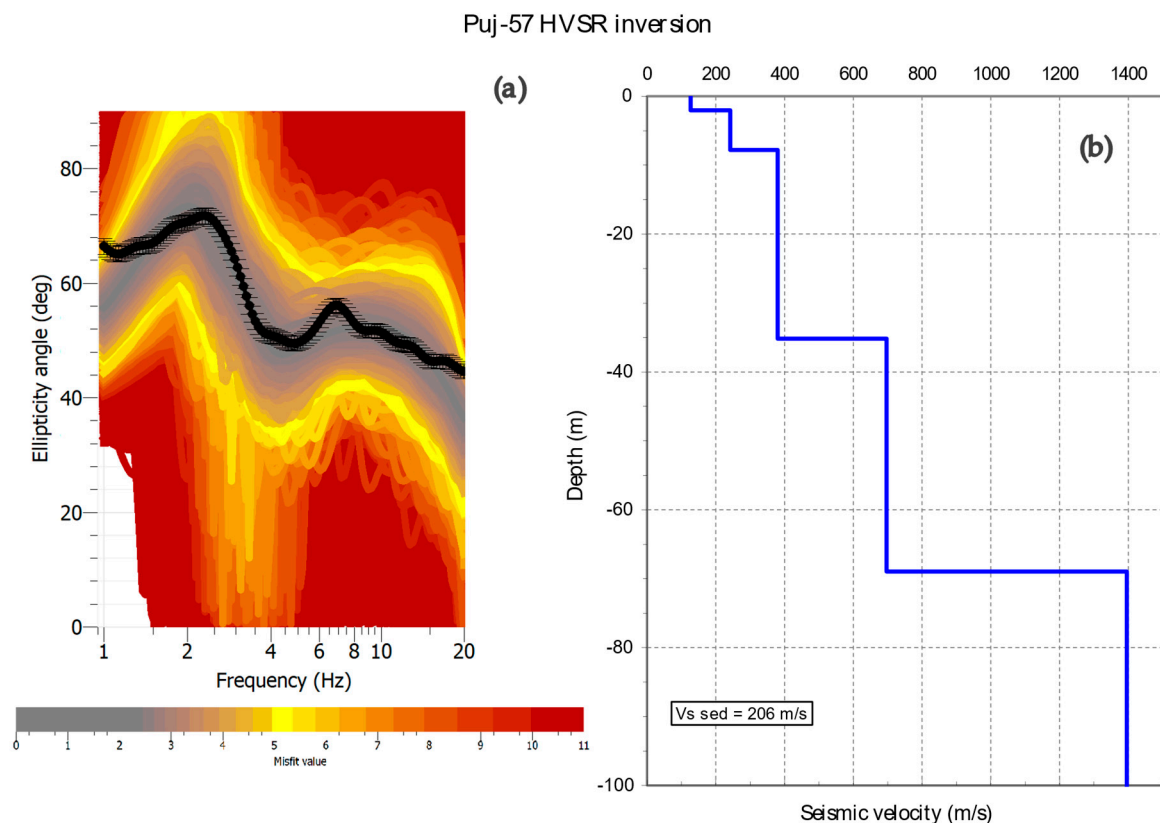 Puj-57 HVSR inversion
(a)
80
60
40
20
0
Ellipticity angle (deg)
1 2 4 6 8 10 20
Frequency (Hz)
0 1 2 3 4 5 6 7 8 9 10 11
Misfit value
0 200 400 600 800 1000 1200 1400
(b)
0
-20
-40
-60
-80
-100
Depth (m)
Vs sed = 206 m/s
Seismic velocity (m/s)